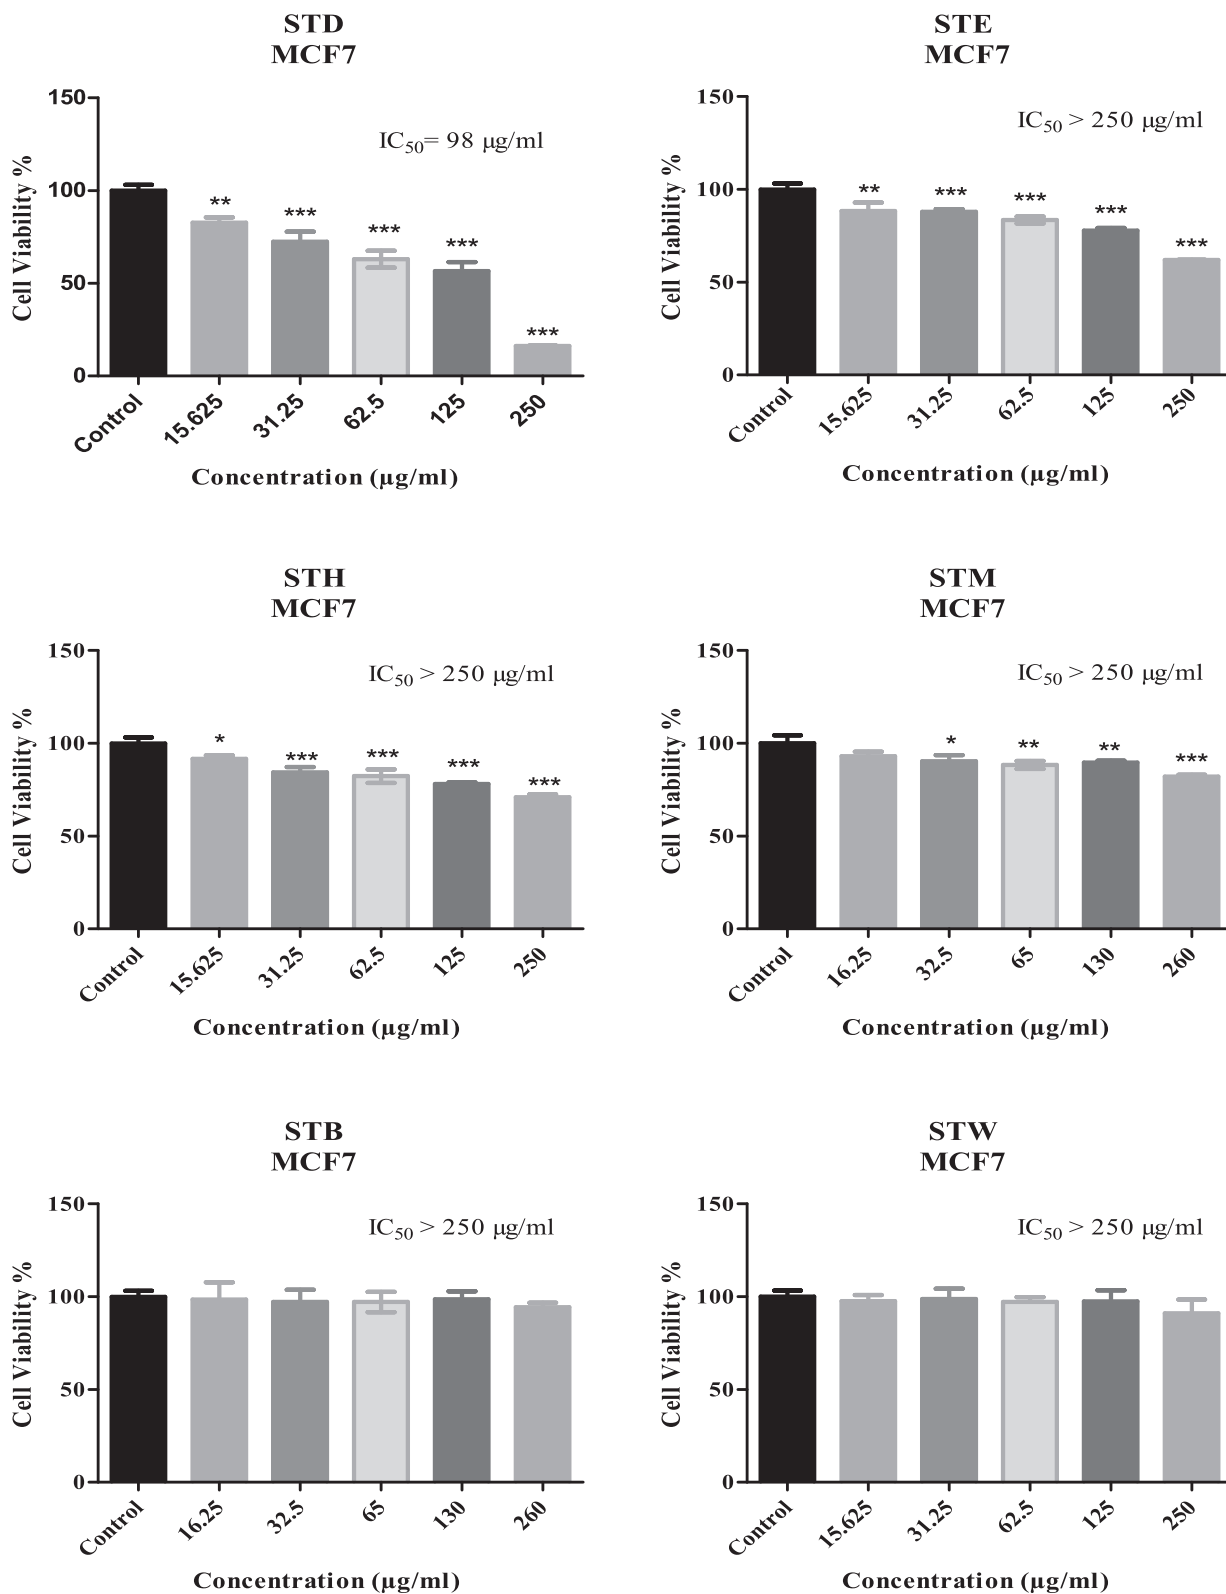 STD
MCF7
150
100
50
0
Cell Viability %
IC50= 98 µg/ml
**
***
***
***
***
Control
15.625
31.25
62.5
125
250
Concentration (µg/ml)
STE
MCF7
150
100
50
0
Cell Viability %
IC50 > 250 µg/ml
**
***
***
***
***
Control
15.625
31.25
62.5
125
250
Concentration (µg/ml)
STH
MCF7
150
100
50
0
Cell Viability %
IC50 > 250 µg/ml
*
***
***
***
***
Control
15.625
31.25
62.5
125
250
Concentration (µg/ml)
STM
MCF7
150
100
50
0
Cell Viability %
IC50 > 250 µg/ml
*
**
**
***
Control
16.25
32.5
65
130
260
Concentration (µg/ml)
STB
MCF7
150
100
50
0
Cell Viability %
IC50 > 250 µg/ml
Control
16.25
32.5
65
130
260
Concentration (µg/ml)
STW
MCF7
150
100
50
0
Cell Viability %
IC50 > 250 µg/ml
Control
15.625
31.25
62.5
125
250
Concentration (µg/ml)